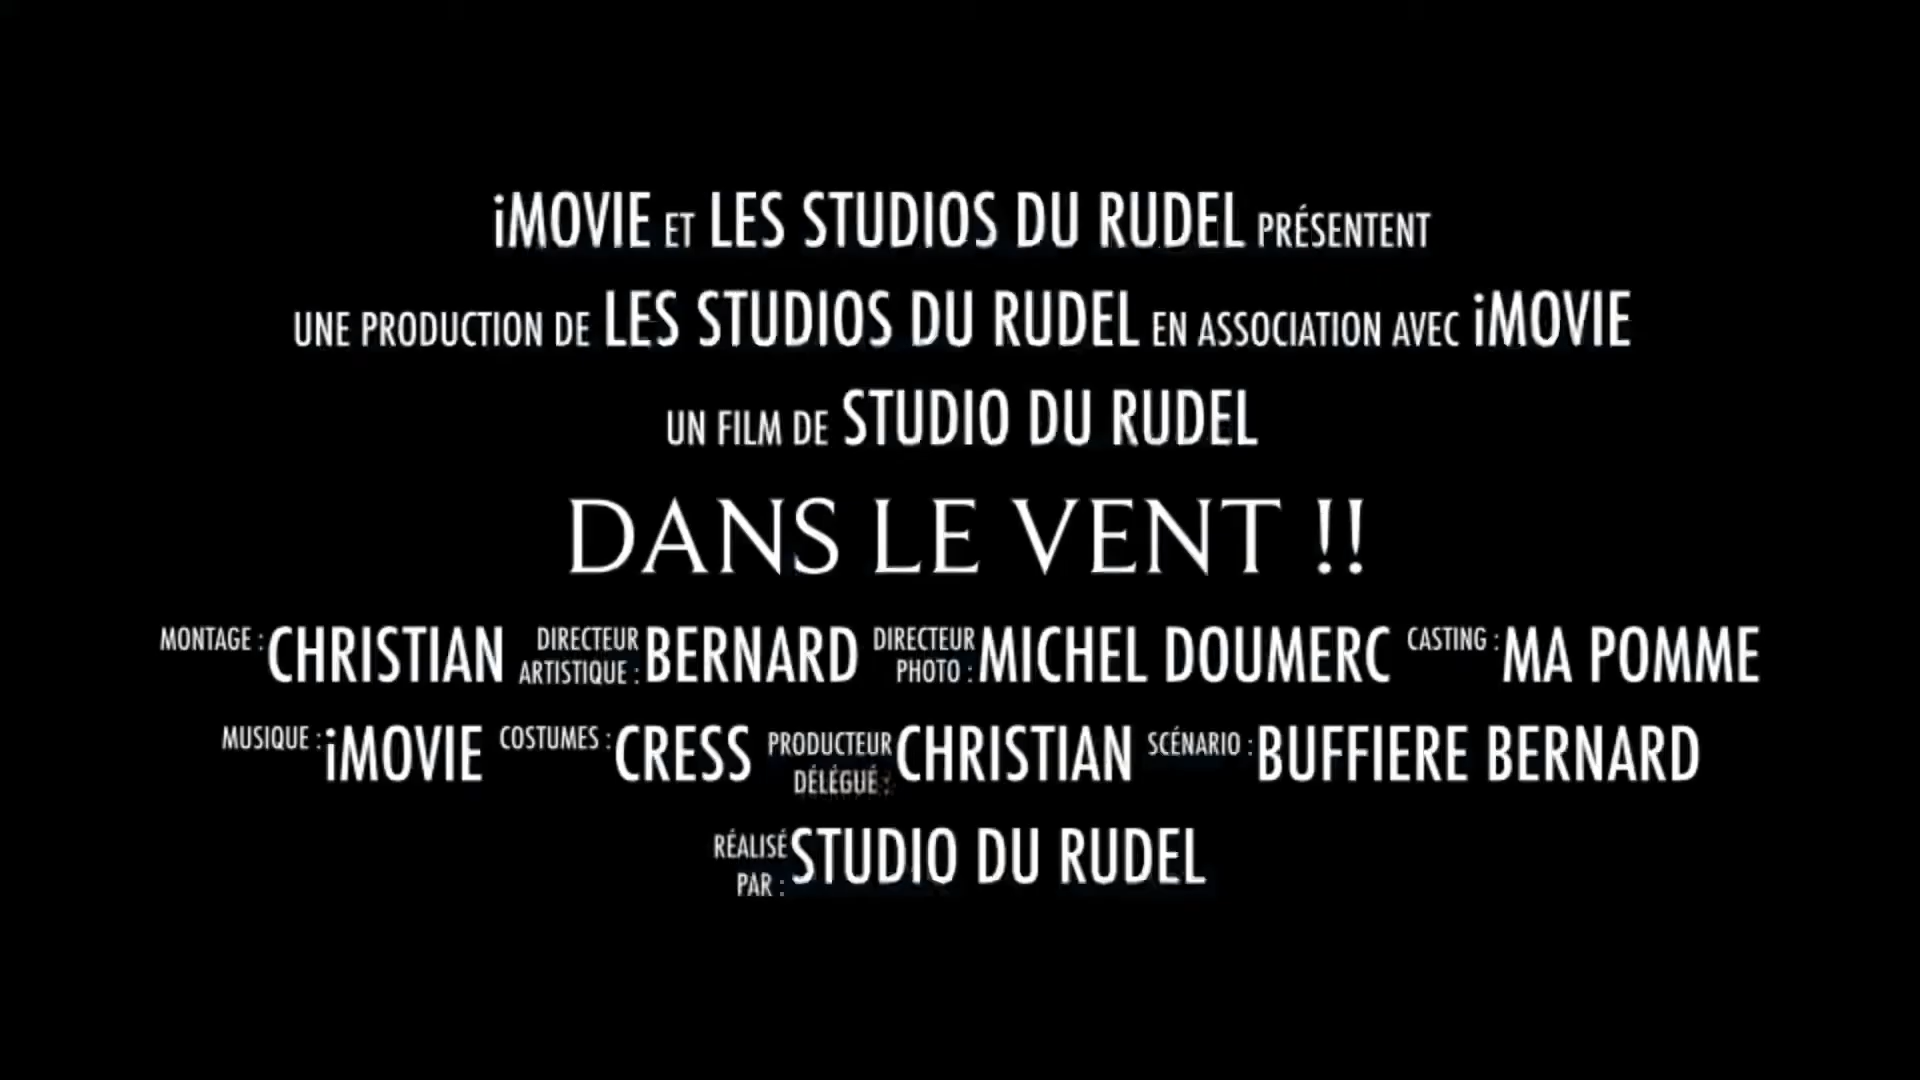 iMOVIE ET LES STUDIOS DU RUDEL PRÉSENTENT
UNE PRODUCTION DE LES STUDIOS DU RUDEL EN ASSOCIATION AVEC iMOVIE
UN FILM DE STUDIO DU RUDEL
DANS LE VENT !!
MONTAGE : CHRISTIAN DIRECTEUR ARTISTIQUE : BERNARD DIRECTEUR PHOTO : MICHEL DOUMERC CASTING : MA POMME
MUSIQUE : iMOVIE COSTUMES : CRESS PRODUCTEUR DÉLÉGUÉ : CHRISTIAN SCÉNARIO : BUFFIERE BERNARD
RÉALISÉ PAR : STUDIO DU RUDEL